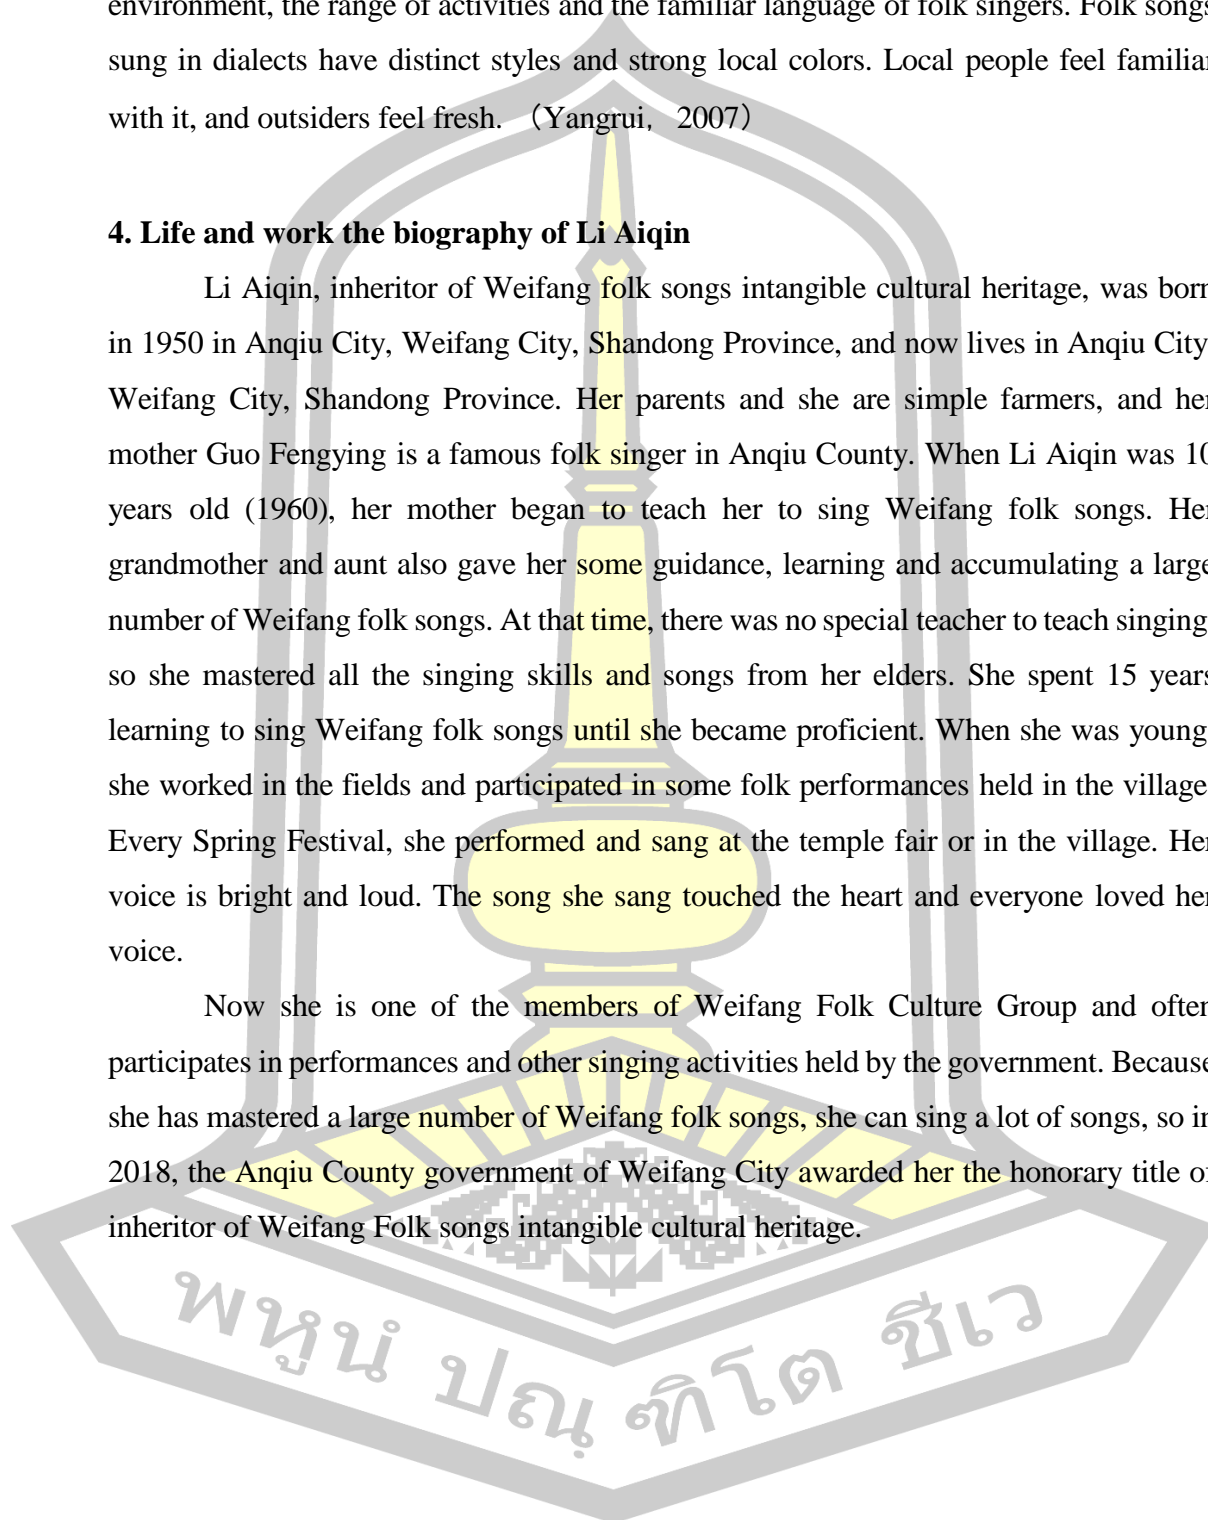 environment, the range of activities and the familiar language of folk singers. Folk songs
sung in dialects have distinct styles and strong local colors. Local people feel familiar
with it, and outsiders feel fresh. （Yangrui，2007）
4. Life and work the biography of Li Aiqin
Li Aiqin, inheritor of Weifang folk songs intangible cultural heritage, was born
in 1950 in Anqiu City, Weifang City, Shandong Province, and now lives in Anqiu City
Weifang City, Shandong Province. Her parents and she are simple farmers, and her
mother Guo Fengying is a famous folk singer in Anqiu County. When Li Aiqin was 10
years old (1960), her mother began to teach her to sing Weifang folk songs. Her
grandmother and aunt also gave her some guidance, learning and accumulating a large
number of Weifang folk songs. At that time, there was no special teacher to teach singing
so she mastered all the singing skills and songs from her elders. She spent 15 years
learning to sing Weifang folk songs until she became proficient. When she was young
she worked in the fields and participated in some folk performances held in the village
Every Spring Festival, she performed and sang at the temple fair or in the village. Her
voice is bright and loud. The song she sang touched the heart and everyone loved her
voice.
Now she is one of the members of Weifang Folk Culture Group and often
participates in performances and other singing activities held by the government. Because
she has mastered a large number of Weifang folk songs, she can sing a lot of songs, so in
2018, the Anqiu County government of Weifang City awarded her the honorary title of
inheritor of Weifang Folk songs intangible cultural heritage.
พหูนํ ปณฺฑิโต ชีเว